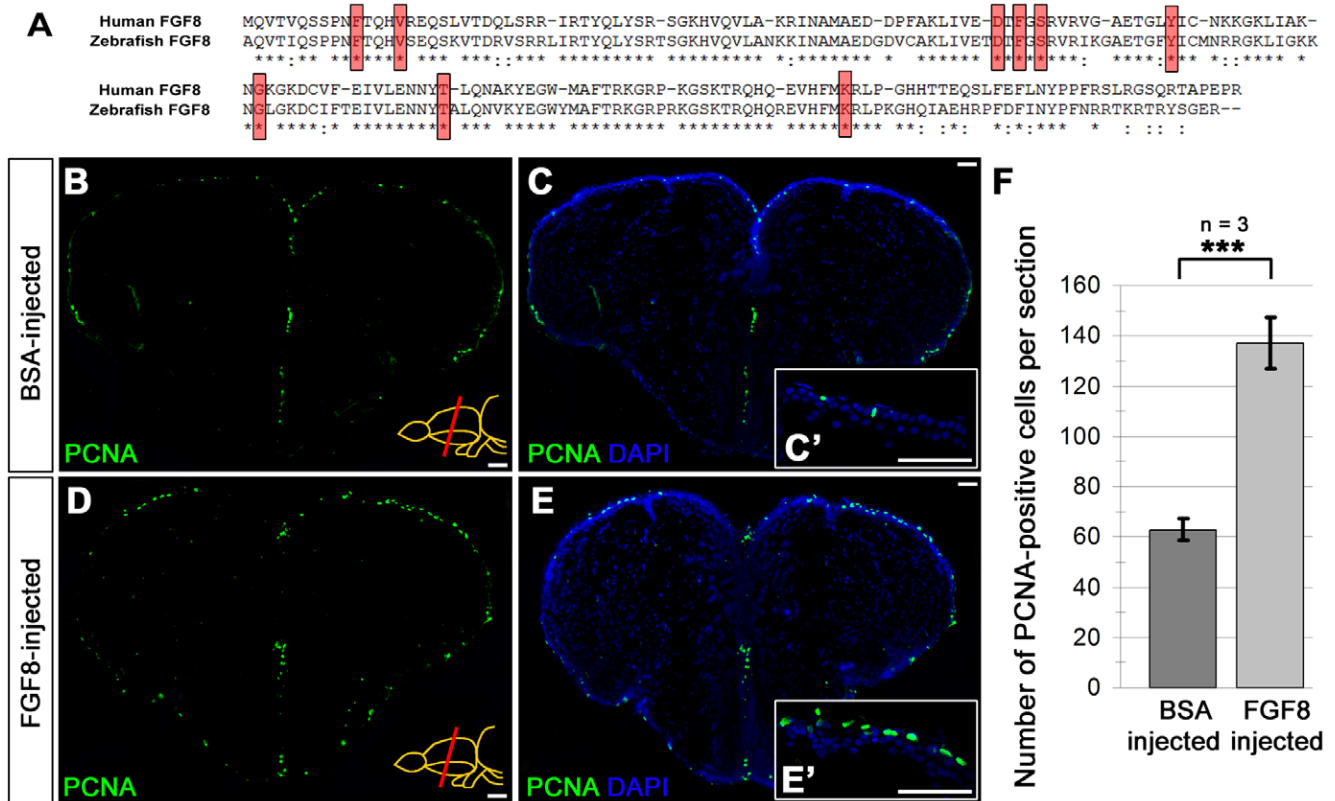 A
Human FGF8 MQVTVQSSPNFTQHVREQSLVTDQLSRR-IRTYQLYSR-SGKHVQVLA-KRINAMAED-DPFAKLIVE-DTFGSRVRVG-AETGLYIC-NKKGKLIAK-
Zebrafish FGF8 AQVTIQSPPNFTQHVSEQSKVTDRVSRRLIRTYQLYSRTSGKHVQVLANKKINAMAEDGDVCAKLIVETDTFGSRVRIKGAETGFYICMNRRGKLIGKK
Human FGF8 NGKGKDCVF-EIVLENNYT-LQNAKYEGW-MAFTRKGRP-KGSKTRQHQ-EVHFMKRLP-GHHTTEQSLFEFLNYPPFRSLRGSQRTAPEPR
Zebrafish FGF8 NGLGKDCIFTEIVLENNYTALQNVKYEGWYMAFTRKGRPRKGSKTRQHQREVHFMKRLPKGHQIAEHRPFDFINYPFNRRTKRTRYSGER--
BSA-injected
B
PCNA
C
PCNA DAPI
C’
FGF8-injected
D
PCNA
E
PCNA DAPI
E’
F
Number of PCNA-positive cells per section
n = 3
***
160
140
120
100
80
60
40
20
0
BSA injected
FGF8 injected